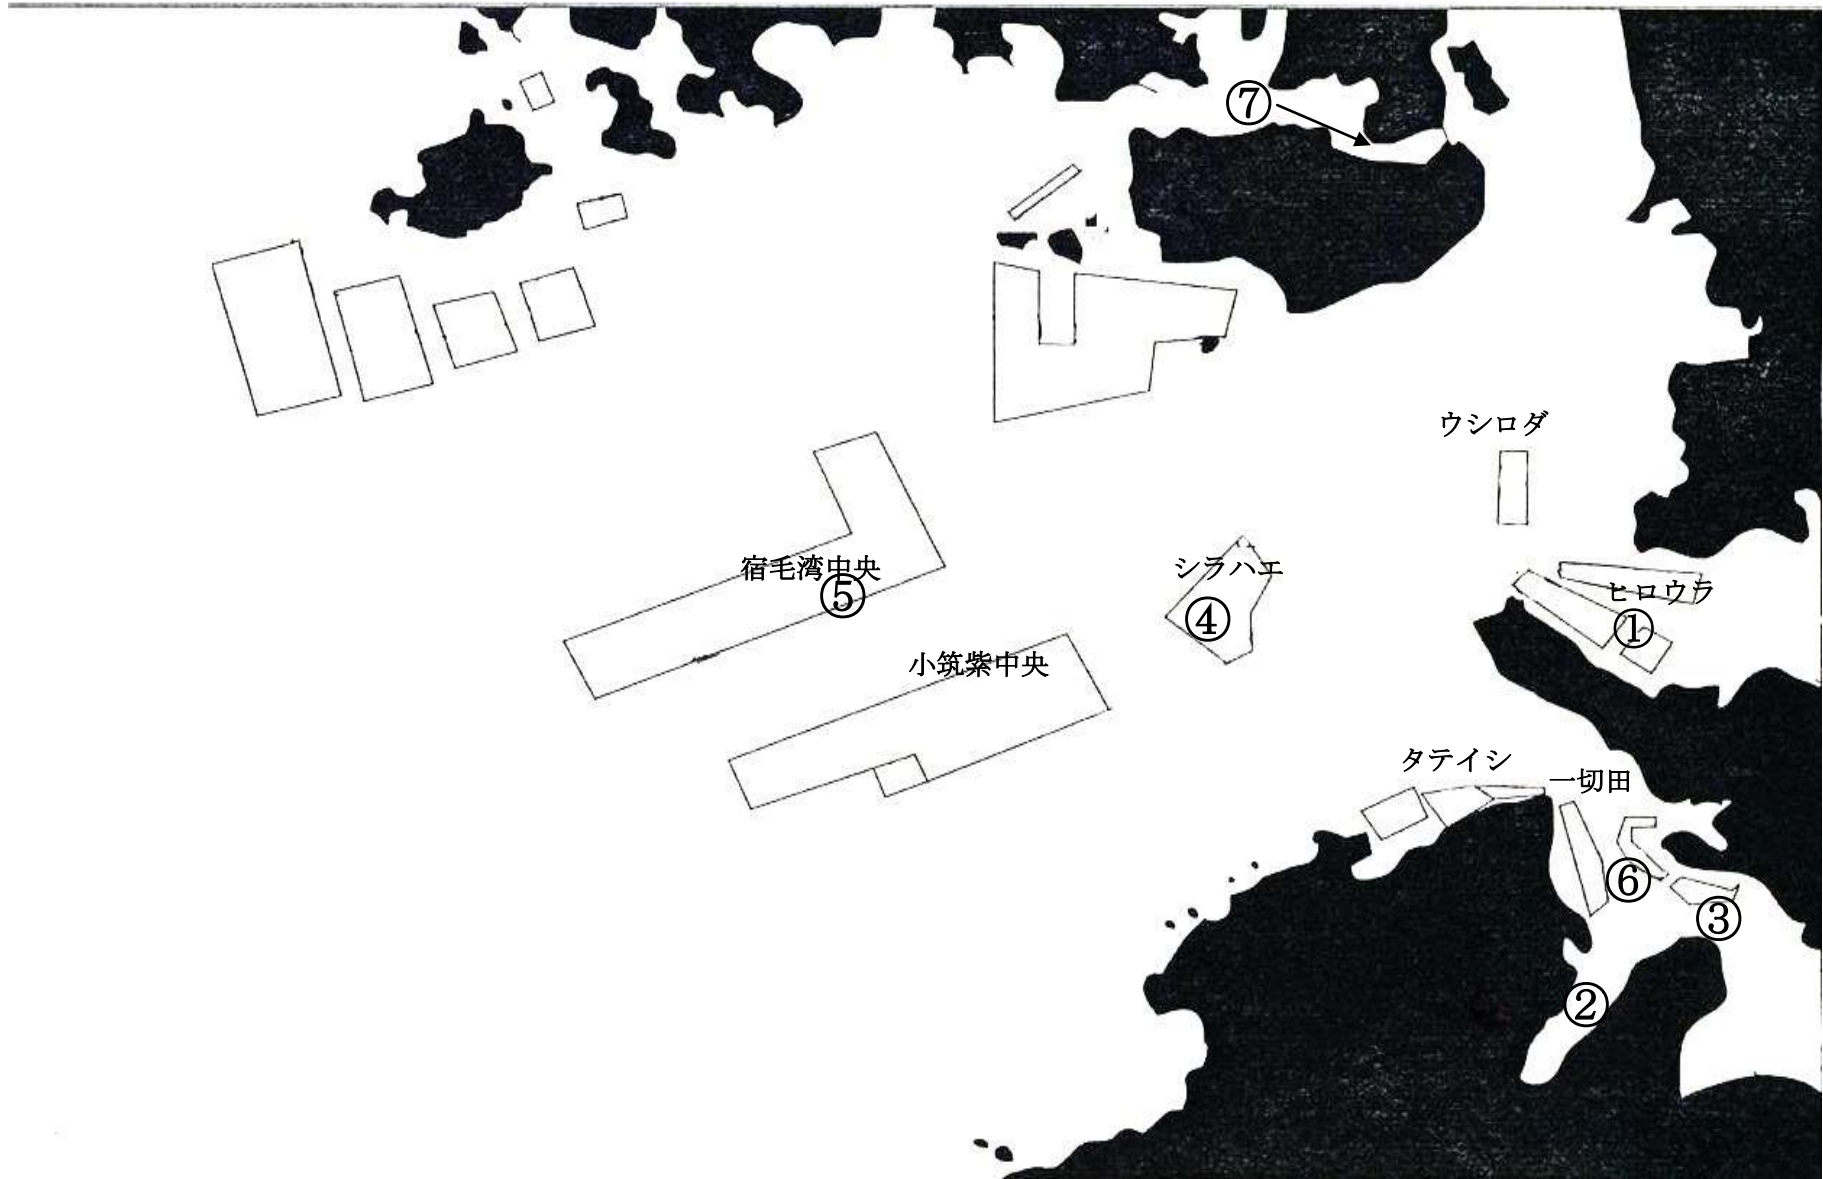 ⑦
ウシロダ
宿毛湾中央
⑤
シラハエ
④
ヒロウラ
①
小筑紫中央
タテイシ
一切田
⑥
③
②